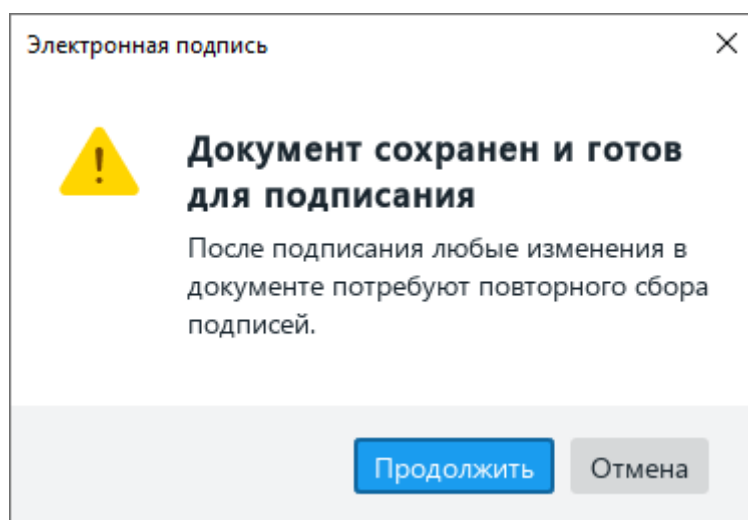 Электронная подпись
Документ сохранен и готов
для подписания
После подписания любые изменения в
документе потребуют повторного сбора
подписей.
Продолжить
Отмена